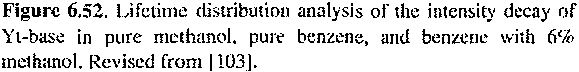 Figure 6.52. Lifetime distribution analysis of the intensity decay of
Yt-base in pure methanol, pure benzene, and benzene with 6%
methanol. Revised from [103].